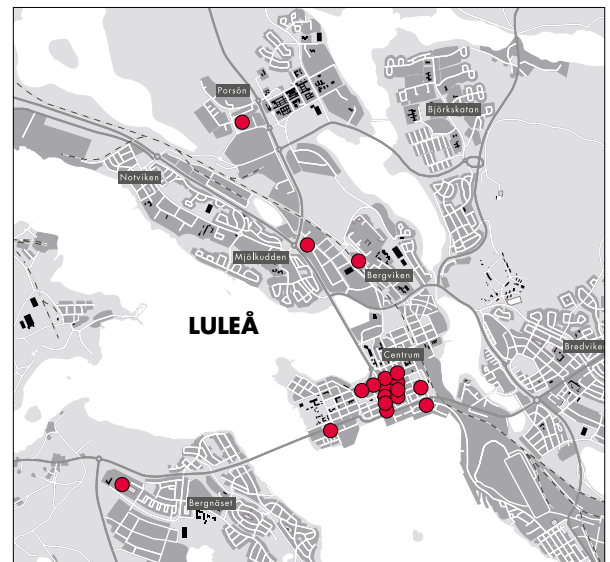 Porsön
Björkskatan
Notviken
Mjölkudden
Bergviken
LULEÅ
Bredviken
Centrum
Bergnäset